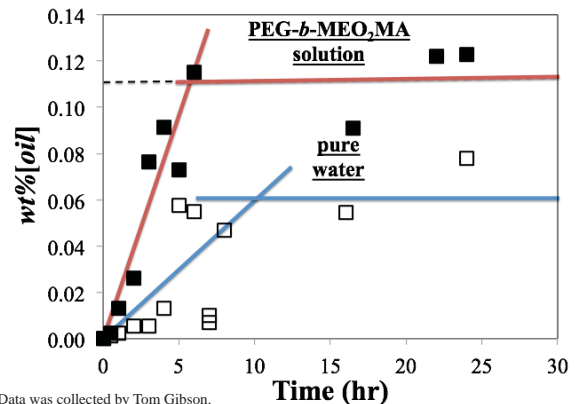 0.14
0.12
0.10
0.08
0.06
0.04
0.02
0.00
wt%[oil]
PEG-b-MEO₂MA
solution
pure
water
0
5
10
15
20
25
30
Time (hr)
Data was collected by Tom Gibson.